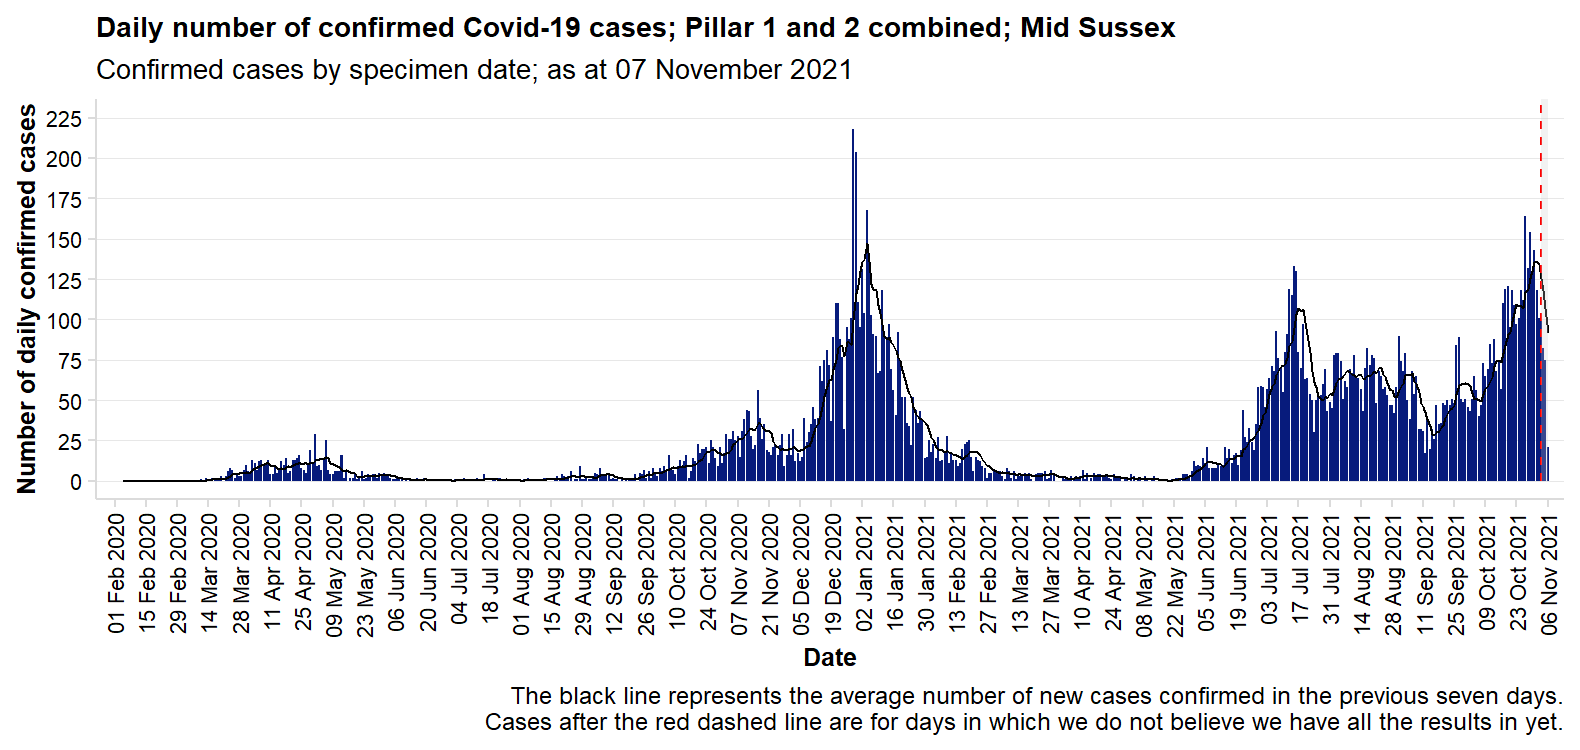 Daily number of confirmed Covid-19 cases; Pillar 1 and 2 combined; Mid Sussex
Confirmed cases by specimen date; as at 07 November 2021
Number of daily confirmed cases
225
200
175
150
125
100
75
50
25
0
01 Feb 2020
15 Feb 2020
29 Feb 2020
14 Mar 2020
28 Mar 2020
11 Apr 2020
25 Apr 2020
09 May 2020
23 May 2020
06 Jun 2020
20 Jun 2020
04 Jul 2020
18 Jul 2020
01 Aug 2020
15 Aug 2020
29 Aug 2020
12 Sep 2020
26 Sep 2020
10 Oct 2020
24 Oct 2020
07 Nov 2020
21 Nov 2020
05 Dec 2020
19 Dec 2020
02 Jan 2021
16 Jan 2021
30 Jan 2021
13 Feb 2021
27 Feb 2021
13 Mar 2021
27 Mar 2021
10 Apr 2021
24 Apr 2021
08 May 2021
22 May 2021
05 Jun 2021
19 Jun 2021
03 Jul 2021
17 Jul 2021
31 Jul 2021
14 Aug 2021
28 Aug 2021
11 Sep 2021
25 Sep 2021
09 Oct 2021
23 Oct 2021
06 Nov 2021
Date
The black line represents the average number of new cases confirmed in the previous seven days.
Cases after the red dashed line are for days in which we do not believe we have all the results in yet.